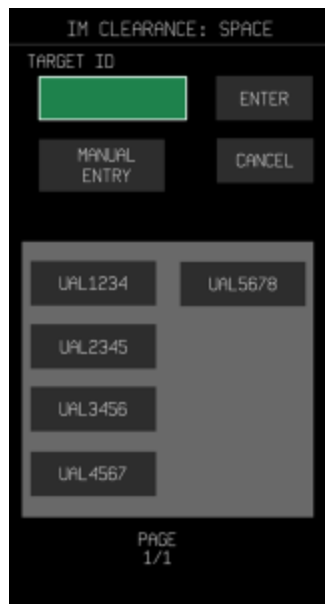 IM CLEARANCE: SPACE
TARGET ID
ENTER
MANUAL
ENTRY
CANCEL
UAL1234
UAL5678
UAL2345
UAL3456
UAL4567
PAGE
1/1